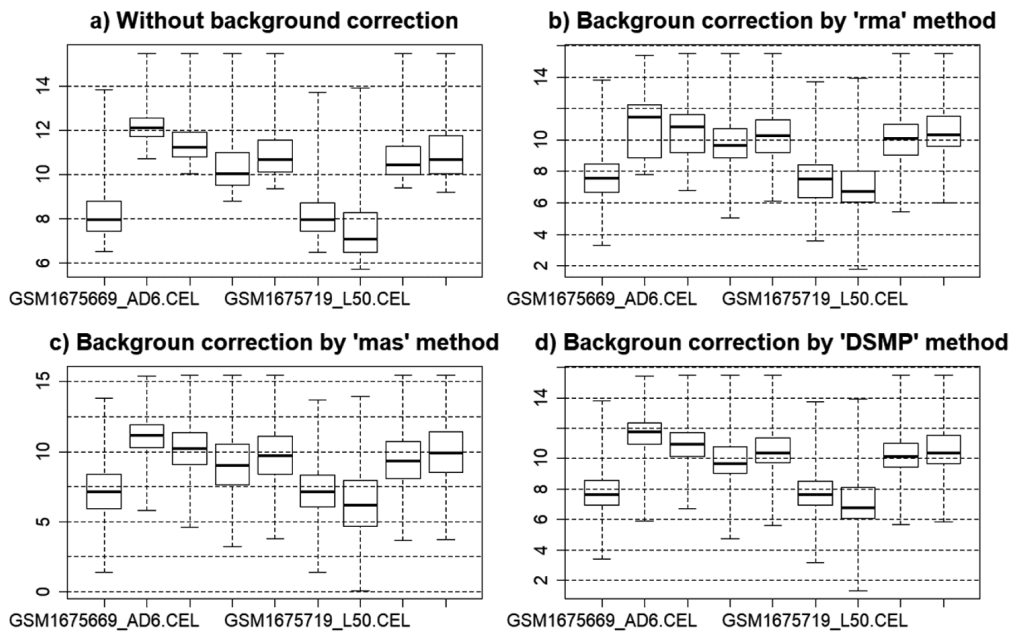 a) Without background correction
14
12
10
8
6
GSM1675669_AD6.CEL GSM1675719_L50.CEL
b) Backgroun correction by 'rma' method
14
10
8
6
4
2
GSM1675669_AD6.CEL GSM1675719_L50.CEL
c) Backgroun correction by 'mas' method
15
10
5
0
GSM1675669_AD6.CEL GSM1675719_L50.CEL
d) Backgroun correction by 'DSMP' method
14
10
8
6
4
2
GSM1675669_AD6.CEL GSM1675719_L50.CEL